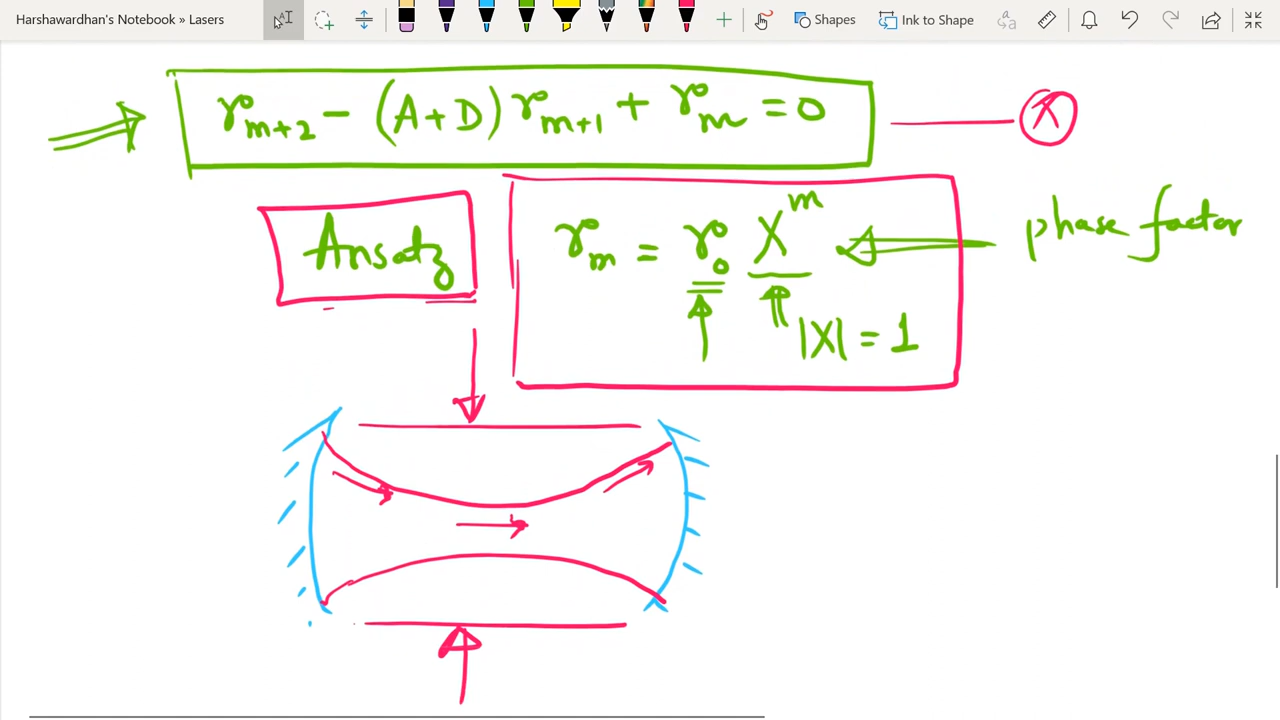 Harshawardhan's Notebook » Lasers
Shapes
Ink to Shape
r_{m+2} - (A+D) r_{m+1} + r_m = 0 — X
Ansatz
r_m = r_0 X^m
phase factor
|X| = 1